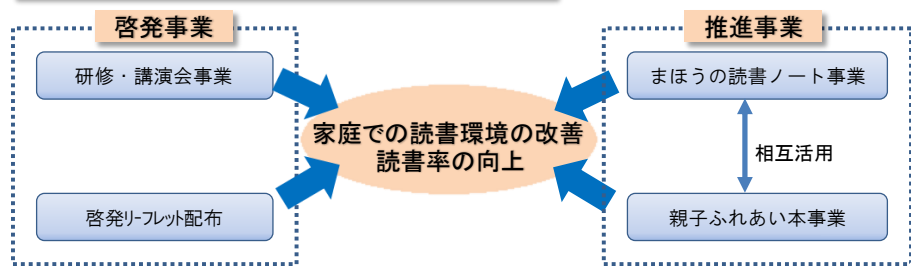 啓発事業
研修・講演会事業
啓発リーフレット配布
家庭での読書環境の改善
読書率の向上
推進事業
まほうの読書ノート事業
相互活用
親子ふれあい本事業